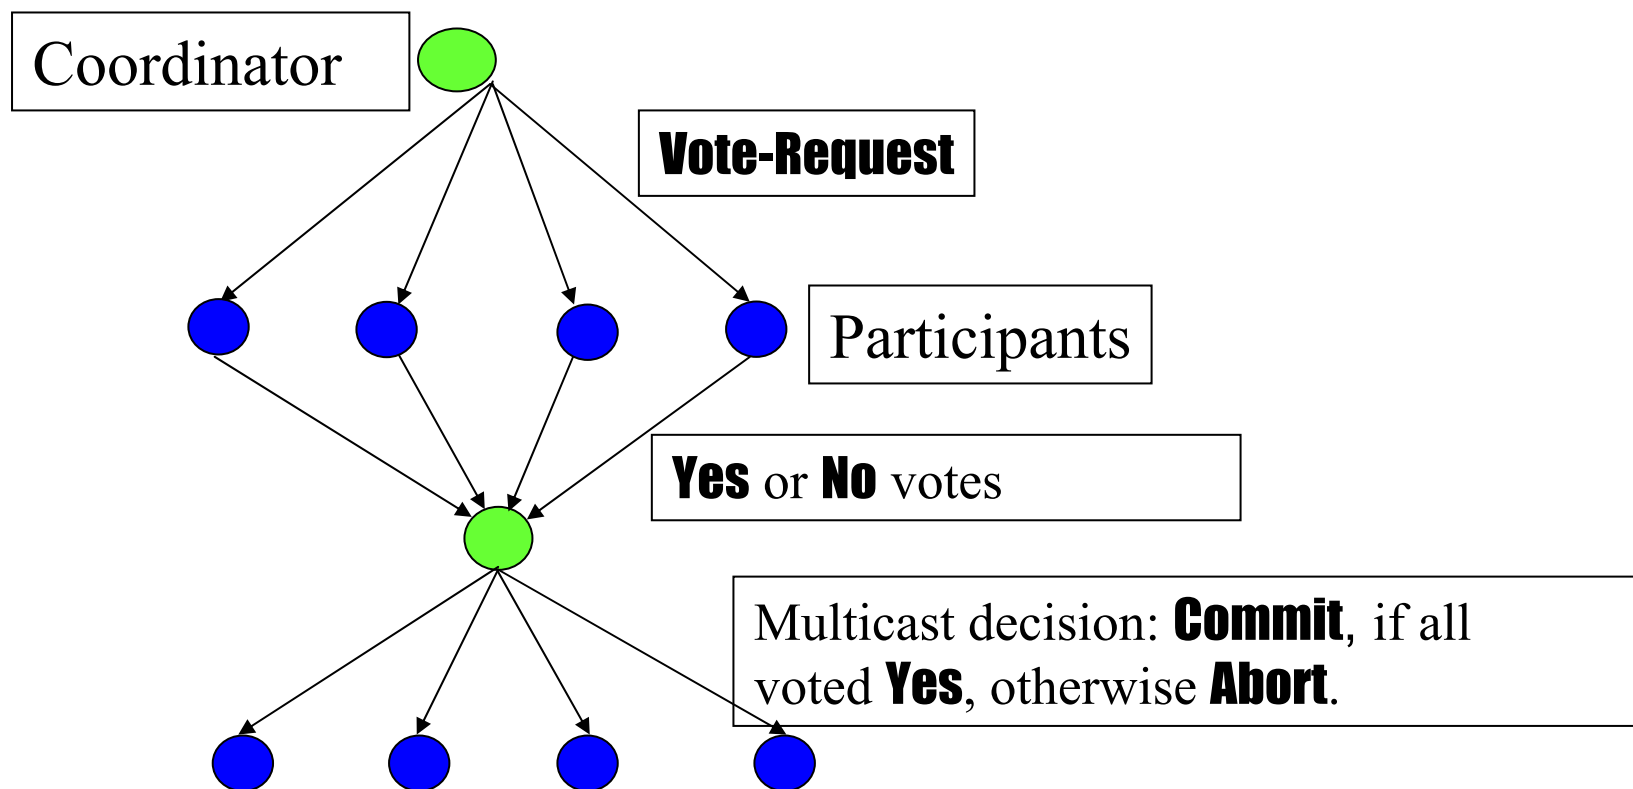 Coordinator
Vote-Request
Participants
Yes or No votes
Multicast decision: Commit, if all
voted Yes, otherwise Abort.